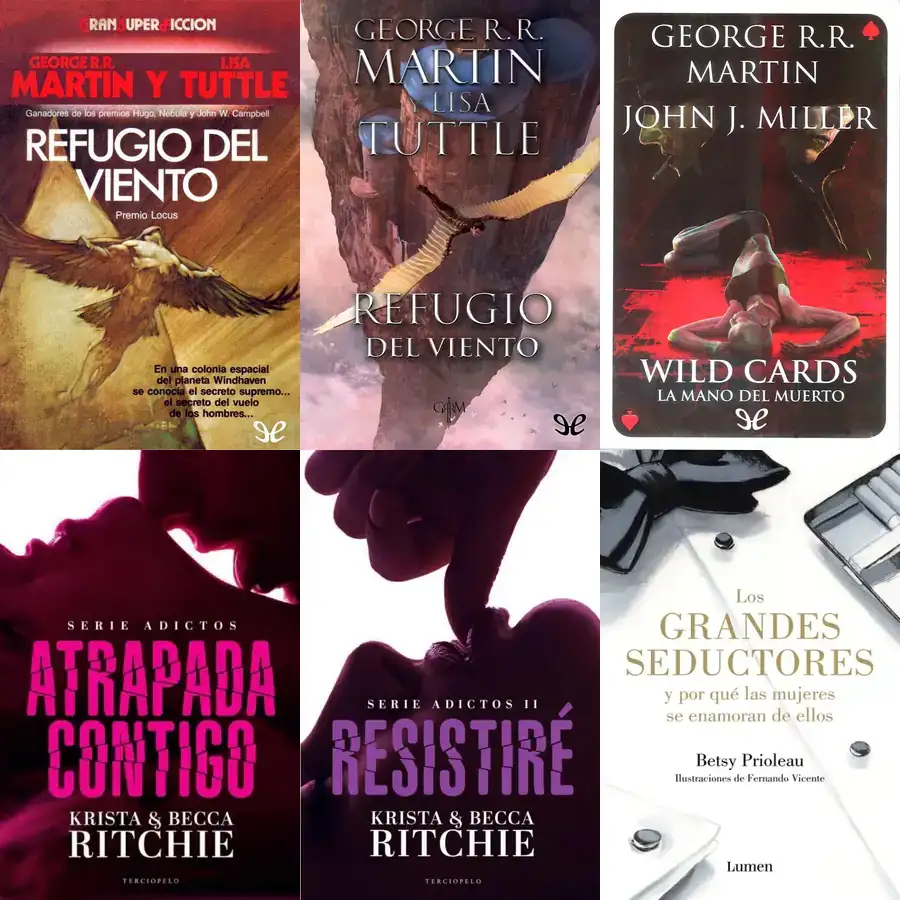 GRAN SUPER FICCION
GEORGE R.R. LISA
MARTIN Y TUTTLE
Ganadores de los premios Hugo, Nebula y John W. Campbell
REFUGIO DEL
VIENTO
Premio Locus
En una colonia espacial
del planeta Windhaven
se conocía el secreto supremo...
el secreto del vuelo
de los hombres...
GEORGE R. R.
MARTIN
Y LISA
TUTTLE
REFUGIO
DEL VIENTO
GRRM
GEORGE R.R.
MARTIN
JOHN J. MILLER
WILD CARDS
LA MANO DEL MUERTO
SERIE ADICTOS
ATRAPADA
CONTIGO
KRISTA & BECCA
RITCHIE
TERCIOPELO
SERIE ADICTOS II
RESISTIRÉ
KRISTA & BECCA
RITCHIE
TERCIOPELO
Los
GRANDES
SEDUCTORES
y por qué las mujeres
se enamoran de ellos
Betsy Prioleau
Ilustraciones de Fernando Vicente
Lumen